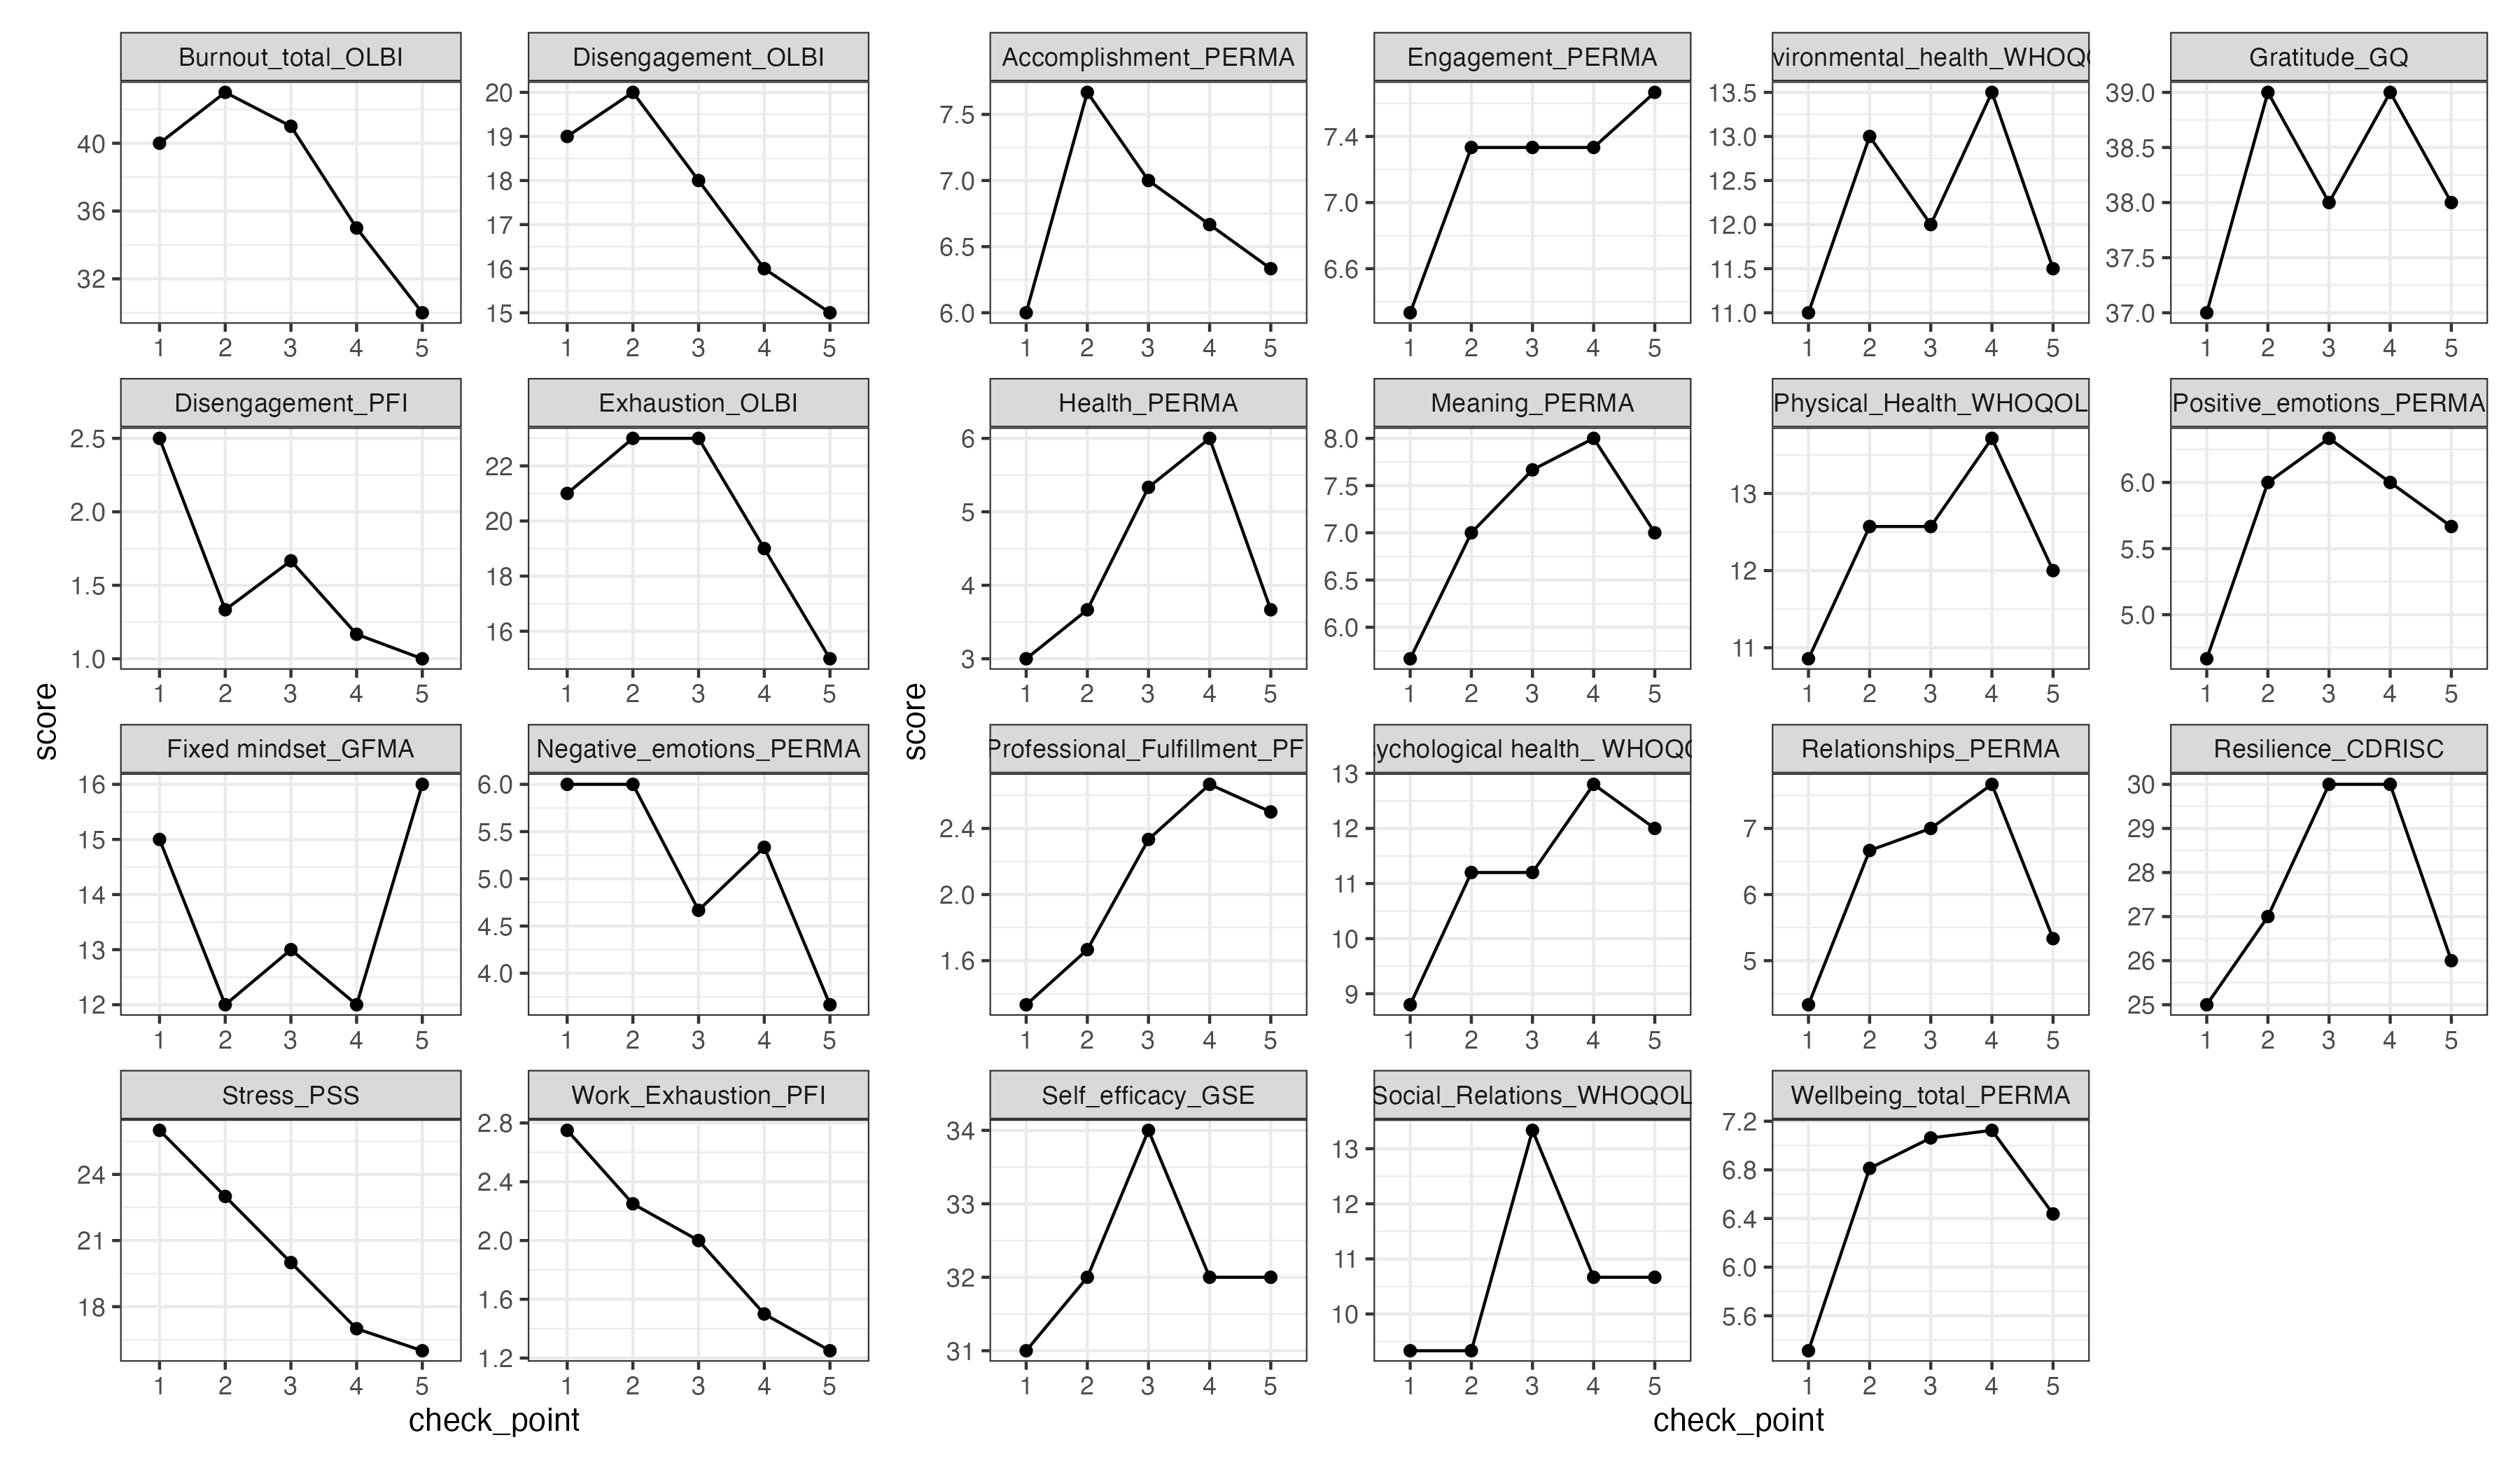 Burnout_total_OLBI
40
36
32
1 2 3 4 5
Disengagement_OLBI
20
19
18
17
16
15
1 2 3 4 5
Disengagement_PFI
2.5
2.0
1.5
1.0
1 2 3 4 5
Exhaustion_OLBI
22
20
18
16
1 2 3 4 5
Fixed mindset_GFMA
16
15
14
13
12
1 2 3 4 5
Negative_emotions_PERMA
6.0
5.5
5.0
4.5
4.0
1 2 3 4 5
Stress_PSS
24
21
18
1 2 3 4 5
Work_Exhaustion_PFI
2.8
2.4
2.0
1.6
1.2
1 2 3 4 5
score
check_point
Accomplishment_PERMA
7.5
7.0
6.5
6.0
1 2 3 4 5
Engagement_PERMA
7.4
7.0
6.6
1 2 3 4 5
vironmental_health_WHOQ
13.5
13.0
12.5
12.0
11.5
11.0
1 2 3 4 5
Gratitude_GQ
39.0
38.5
38.0
37.5
37.0
1 2 3 4 5
Health_PERMA
6
5
4
3
1 2 3 4 5
Meaning_PERMA
8.0
7.5
7.0
6.5
6.0
1 2 3 4 5
Physical_Health_WHOQOL
13
12
11
1 2 3 4 5
Positive_emotions_PERMA
6.0
5.5
5.0
1 2 3 4 5
Professional_Fulfillment_PF
2.4
2.0
1.6
1 2 3 4 5
ychological health_ WHOQ
13
12
11
10
9
1 2 3 4 5
Relationships_PERMA
7
6
5
1 2 3 4 5
Resilience_CDRISC
30
29
28
27
26
25
1 2 3 4 5
Self_efficacy_GSE
34
33
32
31
1 2 3 4 5
Social_Relations_WHOQOL
13
12
11
10
1 2 3 4 5
Wellbeing_total_PERMA
7.2
6.8
6.4
6.0
5.6
1 2 3 4 5
score
check_point